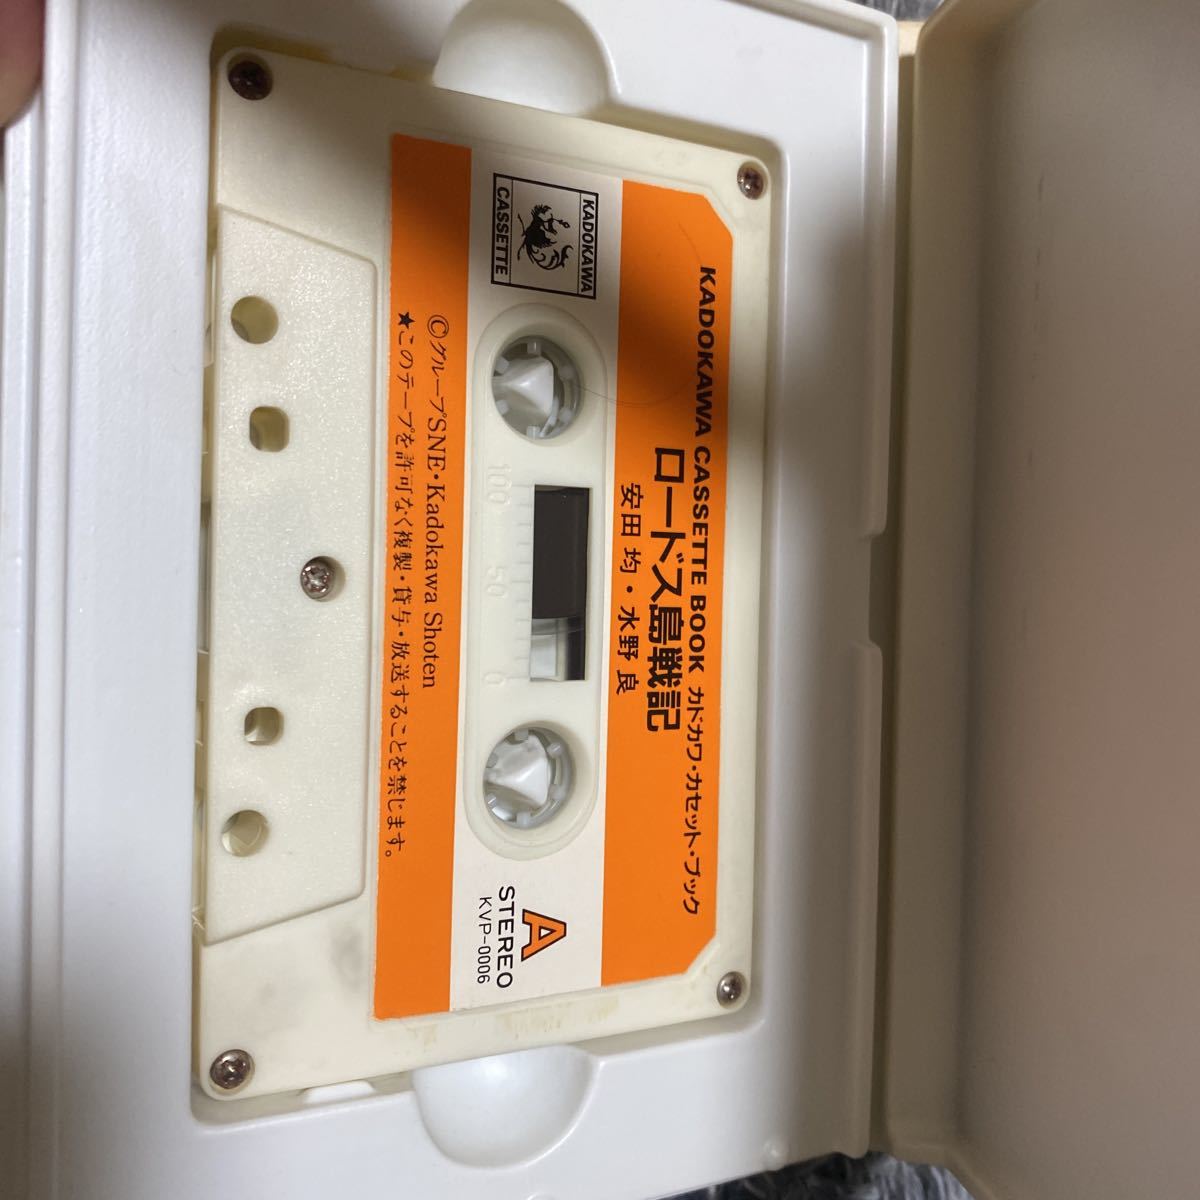 KADOKAWA CASSETTE BOOK カドカワ・カセット・ブック
ロードス島戦記
安田 均・水野 良
KADOKAWA
CASSETTE
100 50 0
A
STEREO
KVP-0006
©グループSNE・Kadokawa Shoten
★このテープを許可なく複製・貸与・放送することを禁じます。